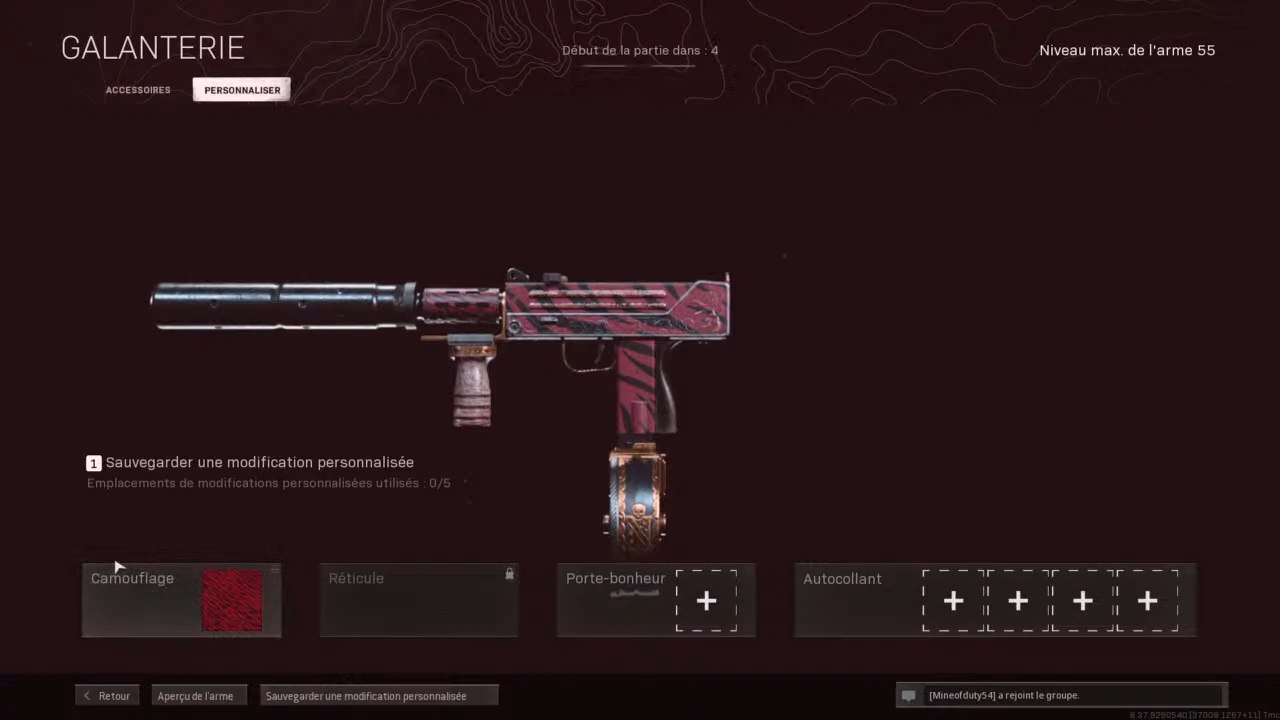 GALANTERIE
Début de la partie dans : 4
Niveau max. de l'arme 55
ACCESSOIRES
PERSONNALISER
1 Sauvegarder une modification personnalisée
Emplacements de modifications personnalisées utilisés : 0/5
Camouflage
Réticule
Porte-bonheur
Autocollant
Retour
Aperçu de l'arme
Sauvegarder une modification personnalisée
[Mineofduty54] a rejoint le groupe.